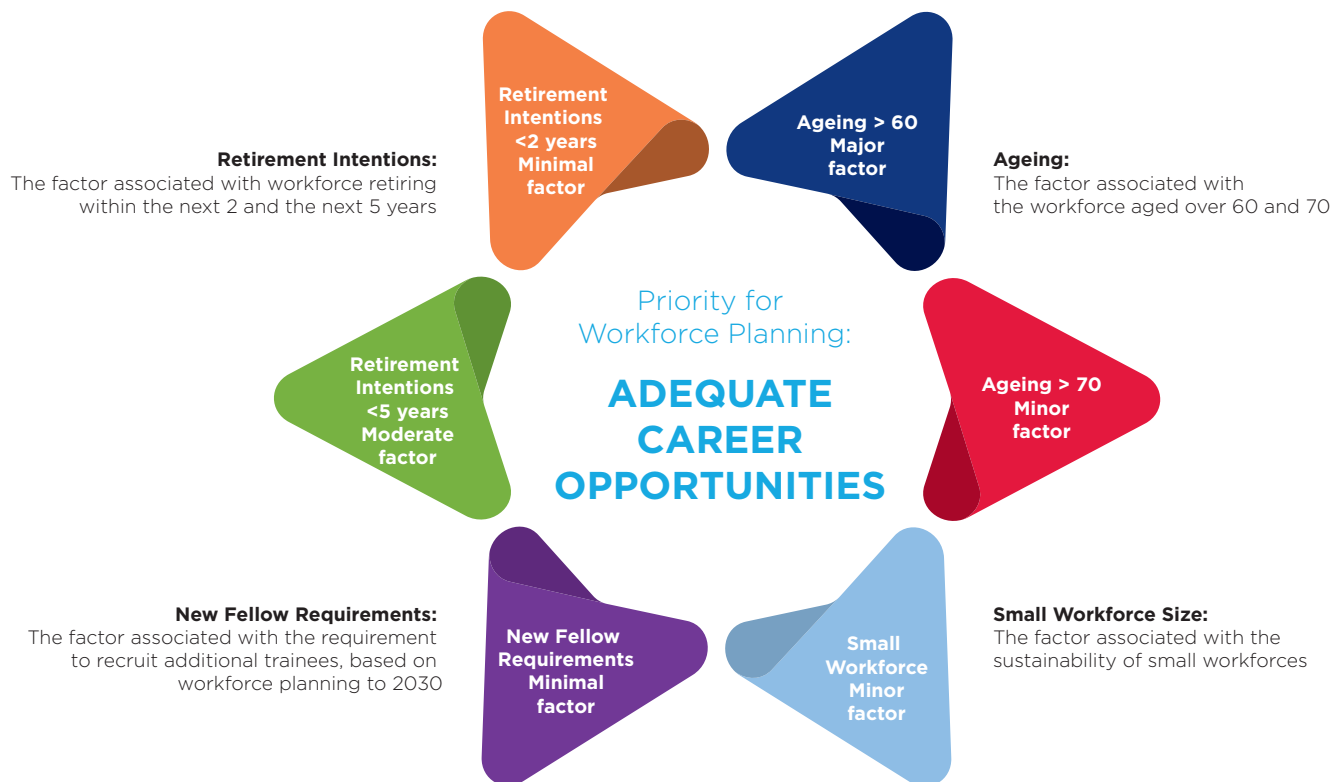 Retirement
Intentions
<2 years
Minimal
factor
Ageing > 60
Major
factor
Retirement Intentions:
The factor associated with workforce retiring
within the next 2 and the next 5 years
Ageing:
The factor associated with
the workforce aged over 60 and 70
Priority for
Workforce Planning:
ADEQUATE
CAREER
OPPORTUNITIES
Retirement
Intentions
<5 years
Moderate
factor
Ageing > 70
Minor
factor
New Fellow Requirements:
The factor associated with the requirement
to recruit additional trainees, based on
workforce planning to 2030
New Fellow
Requirements
Minimal
factor
Small
Workforce
Minor
factor
Small Workforce Size:
The factor associated with the
sustainability of small workforces